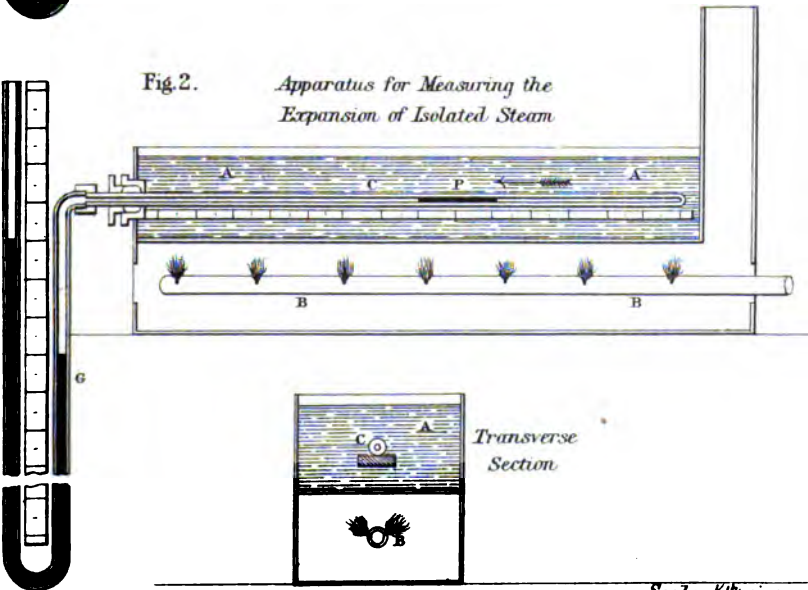 Fig.2.
Apparatus for Measuring the
Expansion of Isolated Steam
A
C
P
A
B
B
G
Transverse
Section
A
C
B